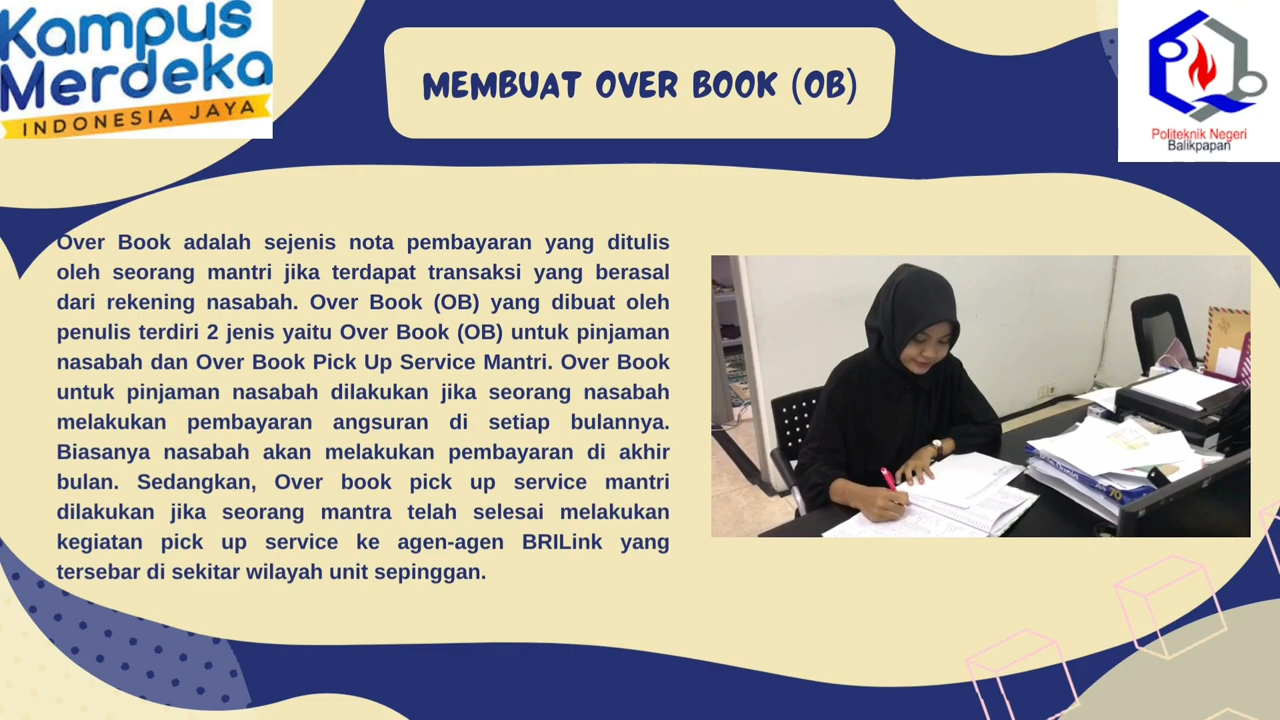 Kampus
Merdeka
INDONESIA JAYA
MEMBUAT OVER BOOK (OB)
Politeknik Negeri
Balikpapan
Over Book adalah sejenis nota pembayaran yang ditulis
oleh seorang mantri jika terdapat transaksi yang berasal
dari rekening nasabah. Over Book (OB) yang dibuat oleh
penulis terdiri 2 jenis yaitu Over Book (OB) untuk pinjaman
nasabah dan Over Book Pick Up Service Mantri. Over Book
untuk pinjaman nasabah dilakukan jika seorang nasabah
melakukan pembayaran angsuran di setiap bulannya.
Biasanya nasabah akan melakukan pembayaran di akhir
bulan. Sedangkan, Over book pick up service mantri
dilakukan jika seorang mantra telah selesai melakukan
kegiatan pick up service ke agen-agen BRILink yang
tersebar di sekitar wilayah unit sepinggan.
70